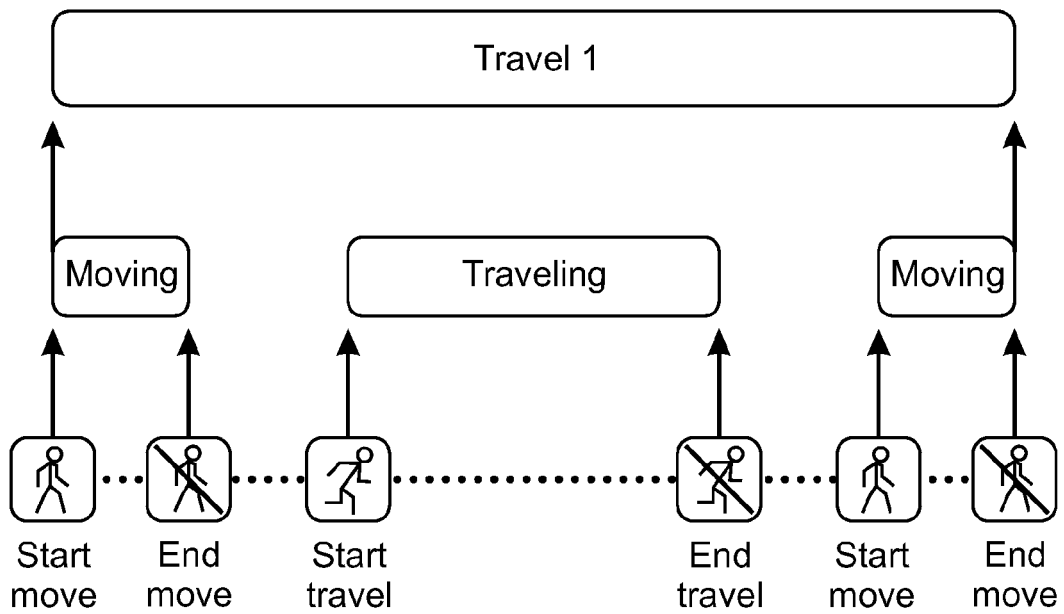 Travel 1
Moving
Traveling
Moving
Start
move
End
move
Start
travel
End
travel
Start
move
End
move